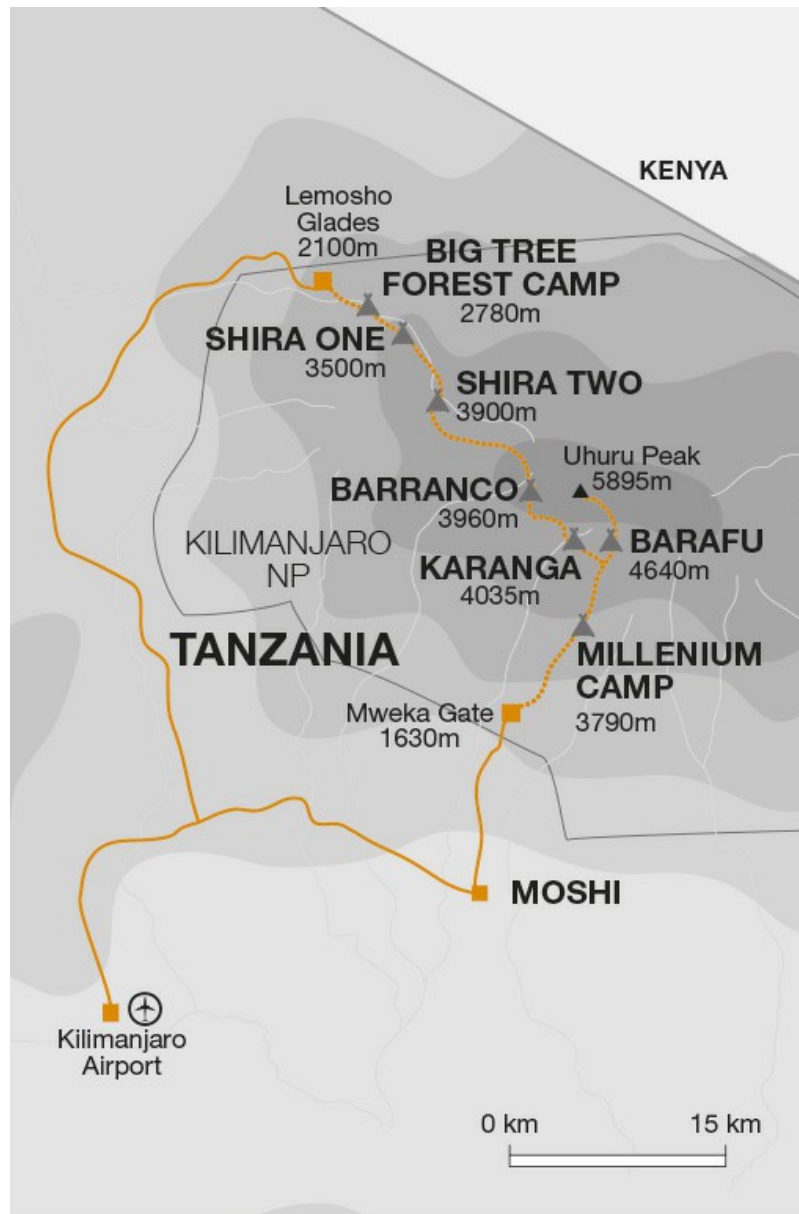 KENYA
Lemosho
Glades
2100m
BIG TREE
FOREST CAMP
2780m
SHIRA ONE
3500m
SHIRA TWO
3900m
Uhuru Peak
5895m
BARRANCO
3960m
KILIMANJARO
NP
KARANGA
4035m
BARAFU
4640m
TANZANIA
MILLENIUM
CAMP
3790m
Mweka Gate
1630m
MOSHI
Kilimanjaro
Airport
0 km 15 km